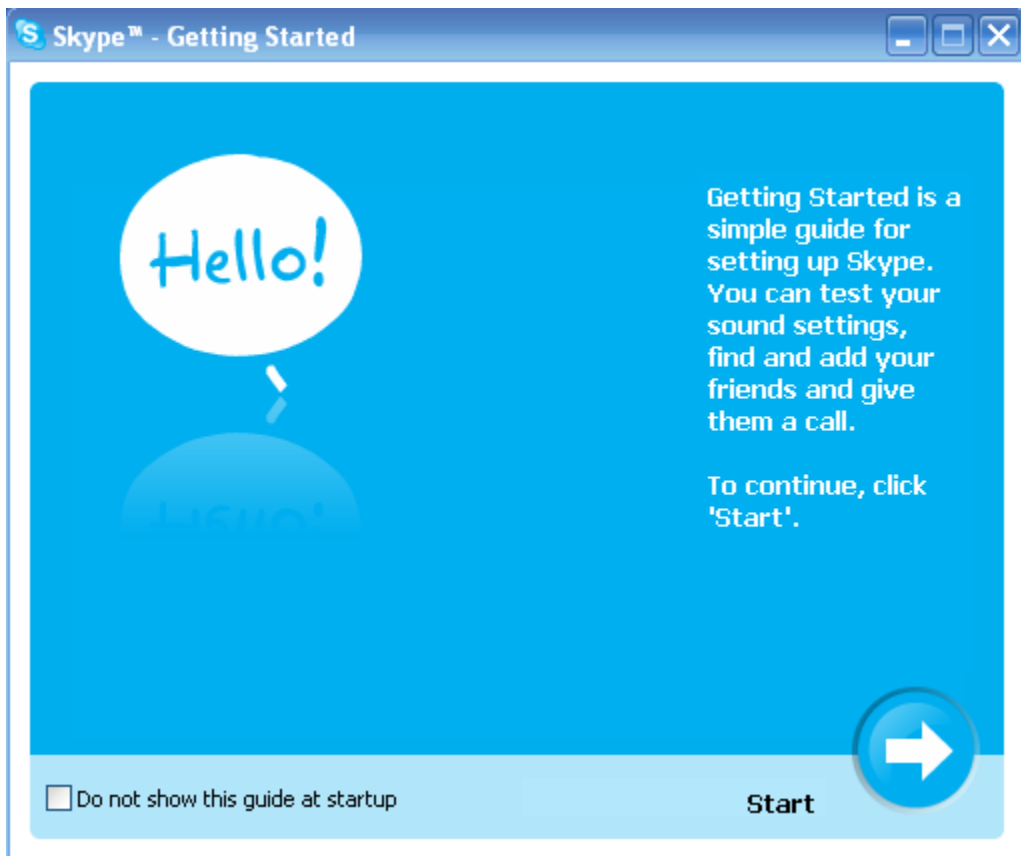 Skype™ - Getting Started
Hello!
Getting Started is a
simple guide for
setting up Skype.
You can test your
sound settings,
find and add your
friends and give
them a call.
To continue, click
'Start'.
Do not show this guide at startup
Start